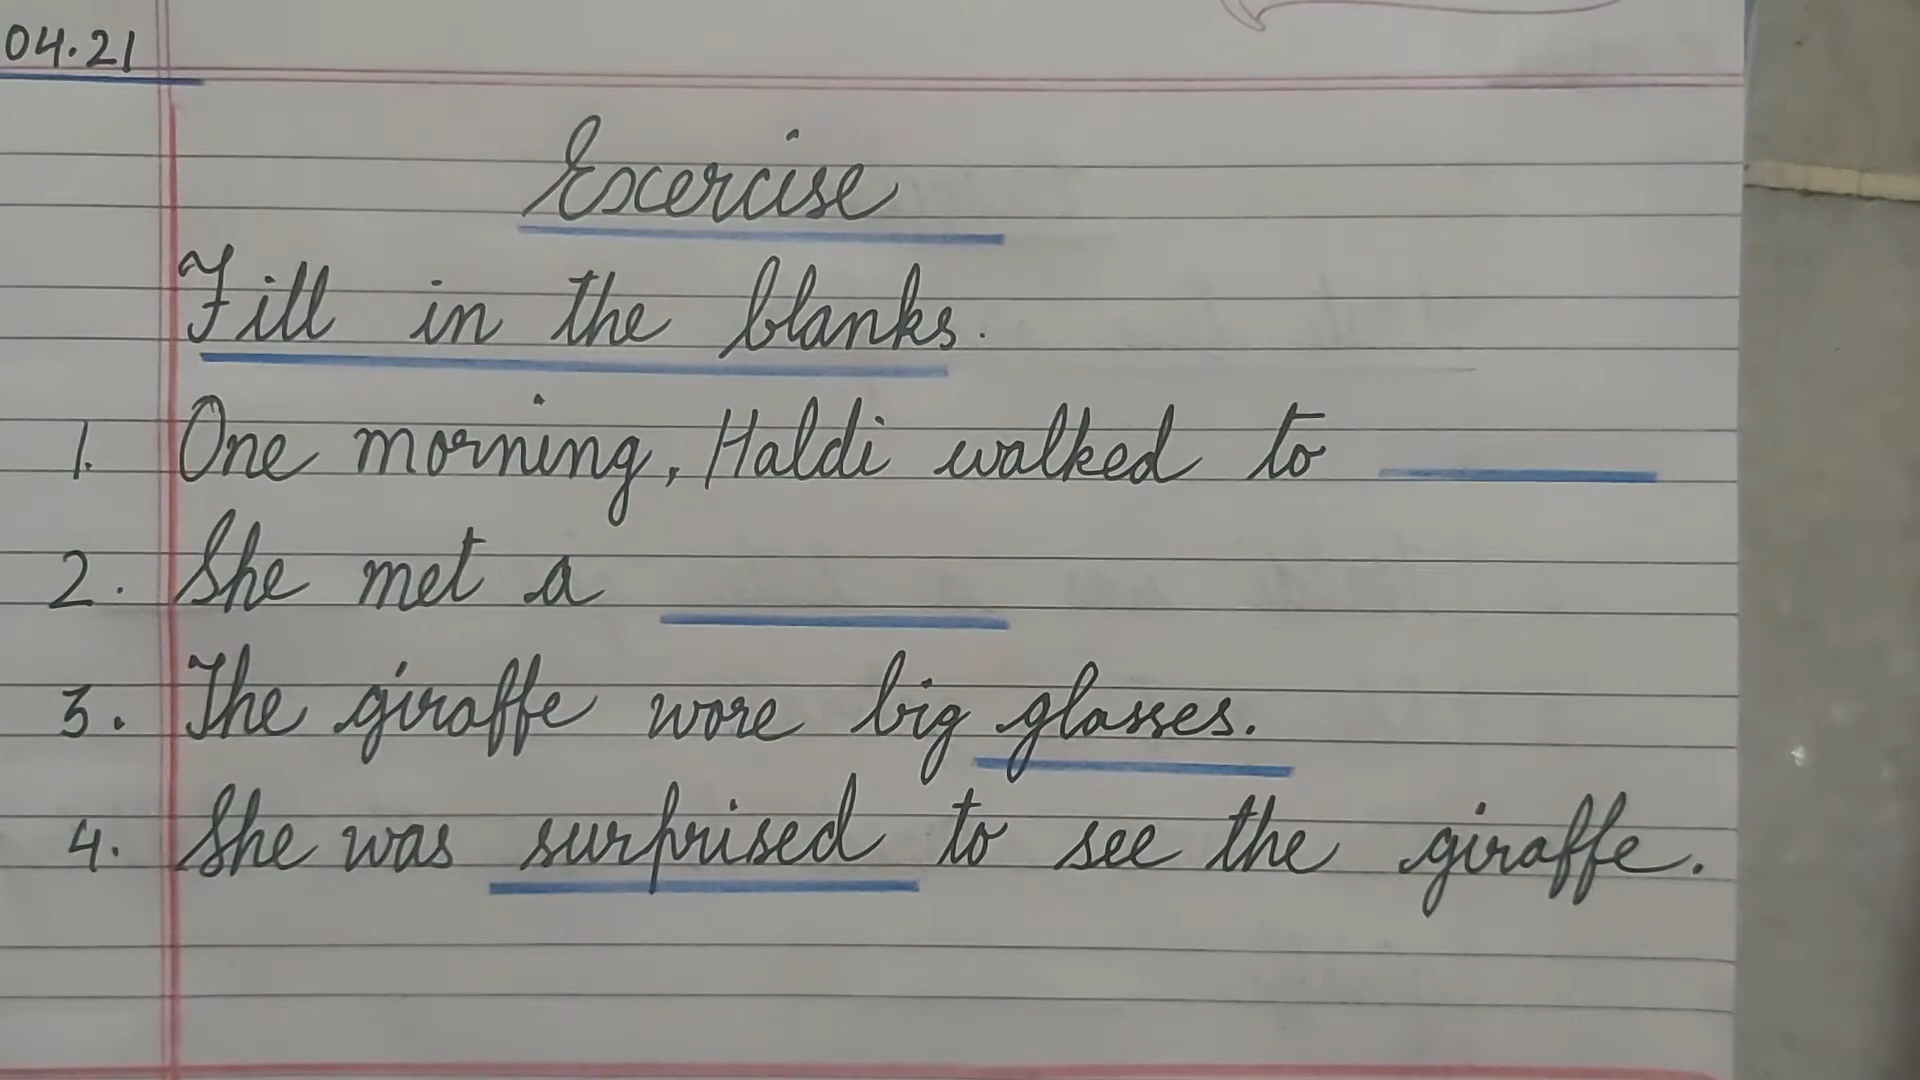 04.21
Exercise
Fill in the blanks.
1. One morning, Haldi walked to
2. She met a
3. The giraffe wore big glasses.
4. She was surprised to see the giraffe.